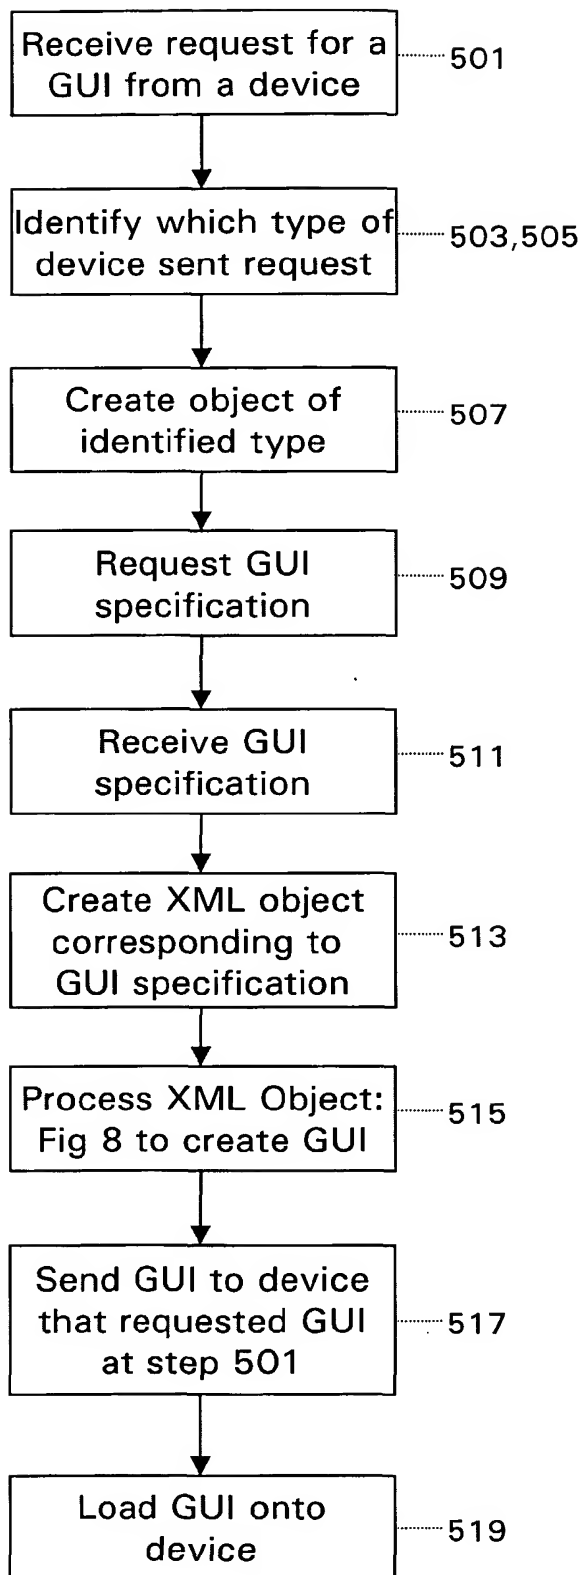 Receive request for a
GUI from a device
501
Identify which type of
device sent request
503,505
Create object of
identified type
507
Request GUI
specification
509
Receive GUI
specification
511
Create XML object
corresponding to
GUI specification
513
Process XML Object:
Fig 8 to create GUI
515
Send GUI to device
that requested GUI
at step 501
517
Load GUI onto
device
519